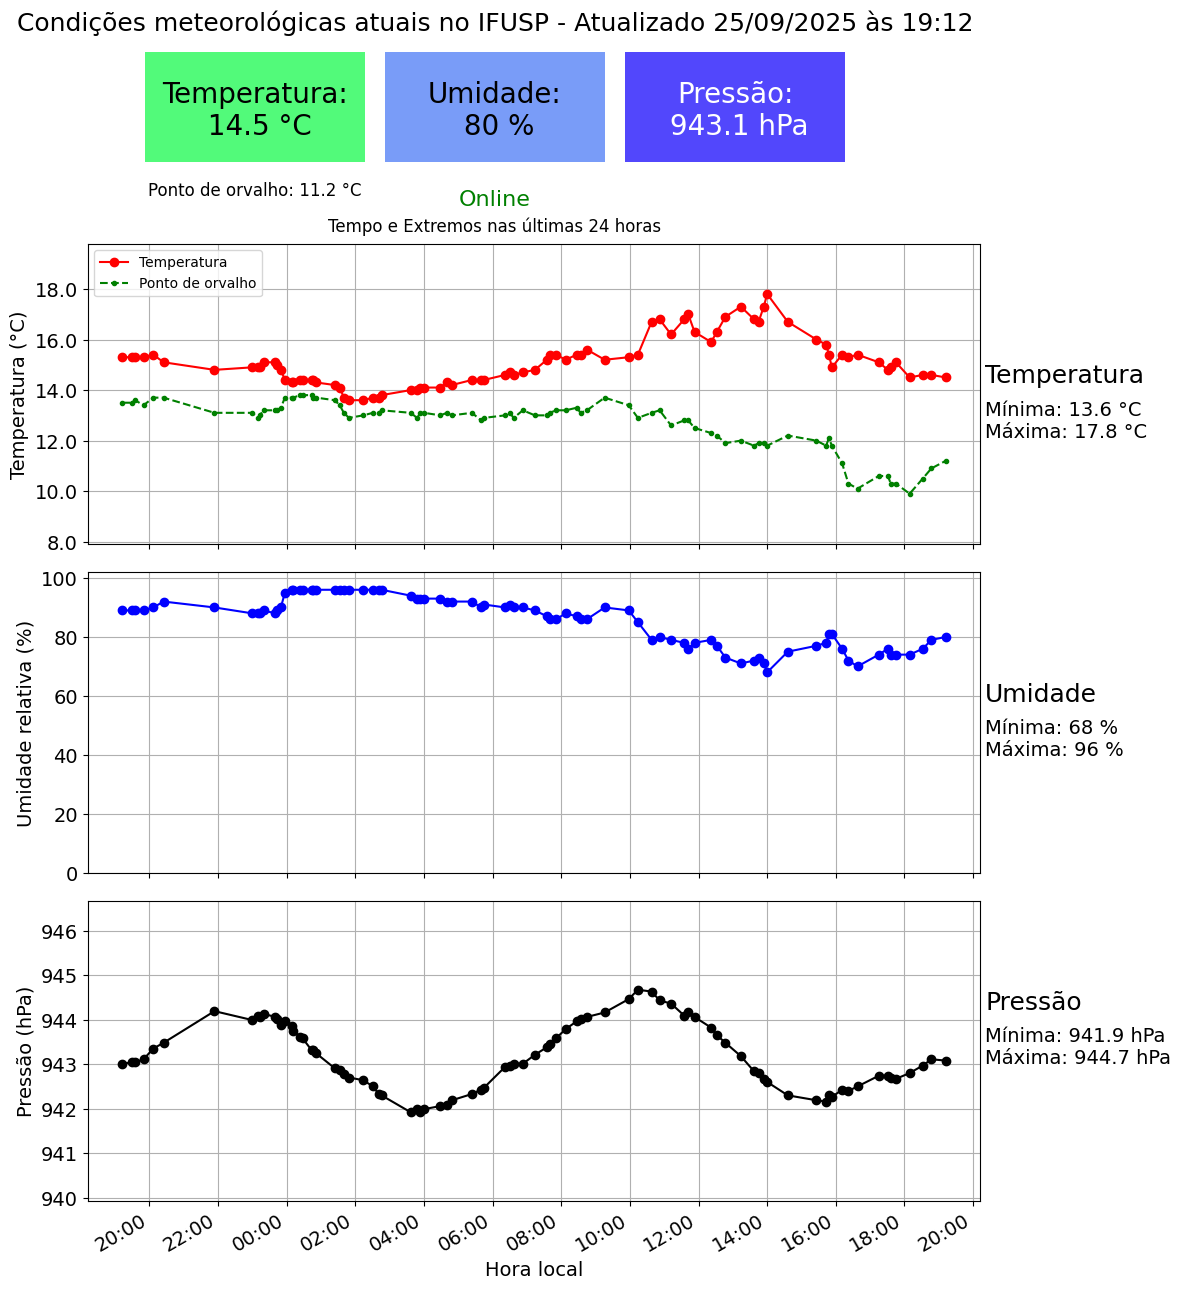 Condições meteorológicas atuais no IFUSP - Atualizado 25/09/2025 às 19:12
Temperatura:
14.5 °C
Umidade:
80 %
Pressão:
943.1 hPa
Ponto de orvalho: 11.2 °C
Online
Tempo e Extremos nas últimas 24 horas
Temperatura
Ponto de orvalho
Temperatura (°C)
18.0
16.0
14.0
12.0
10.0
8.0
Temperatura
Mínima: 13.6 °C
Máxima: 17.8 °C
Umidade relativa (%)
100
80
60
40
20
0
Umidade
Mínima: 68 %
Máxima: 96 %
Pressão (hPa)
946
945
944
943
942
941
940
Pressão
Mínima: 941.9 hPa
Máxima: 944.7 hPa
20:00
22:00
00:00
02:00
04:00
06:00
08:00
10:00
12:00
14:00
16:00
18:00
20:00
Hora local